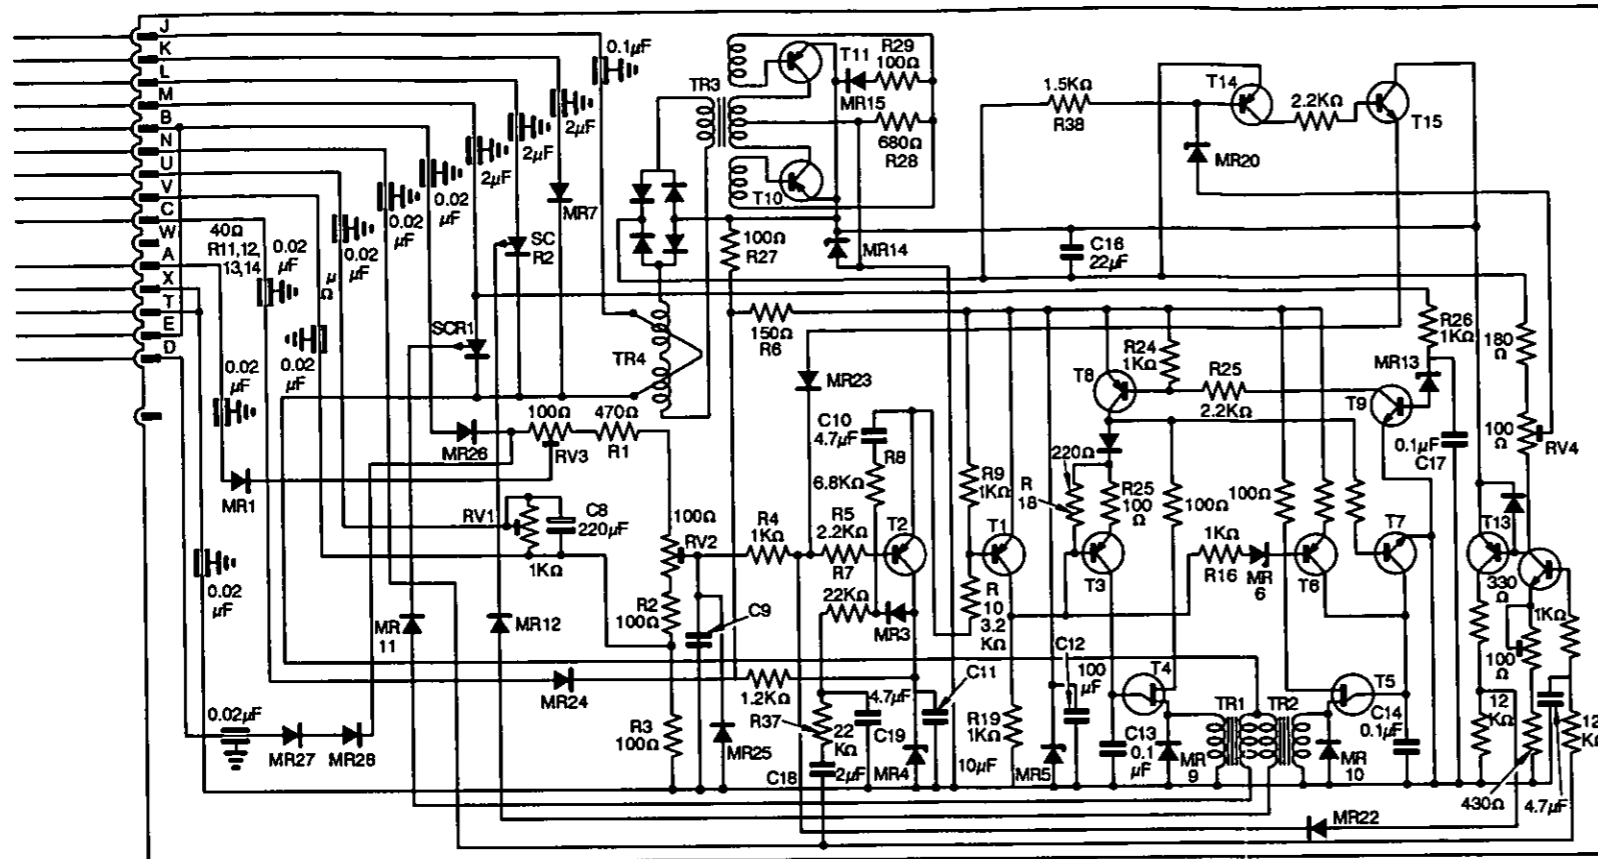 J
K
L
M
B
N
U
V
C
W
A
X
T
E
D
40Ω
R11,12,
13,14
0.02
μF
μ
Ω
0.02
μF
0.02
μF
0.02
μF
0.02
μF
0.02
μF
0.02
μF
0.02
μF
2μF
2μF
2μF
0.1μF
MR7
SC
R2
SCR1
TR3
TR4
T11
R29
100Ω
MR15
680Ω
R28
T10
100Ω
R27
MR14
C16
22μF
1.5KΩ
R38
T14
2.2KΩ
T15
MR20
150Ω
R6
MR23
R24
1KΩ
T8
R25
2.2KΩ
R26
1KΩ
MR13
T9
180
Ω
100
Ω
RV4
0.1μF
C17
MR26
100Ω
RV3
470Ω
R1
MR1
RV1
C8
220μF
1KΩ
100Ω
RV2
R4
1KΩ
R5
2.2KΩ
R7
22KΩ
C10
4.7μF
R8
6.8KΩ
T2
MR3
R9
1KΩ
T1
R
10
3.2
KΩ
220Ω
R
18
R25
100
Ω
100Ω
T3
100Ω
1KΩ
R16
MR
6
T6
T7
T13
330
Ω
1KΩ
100
Ω
MR
11
MR12
R2
100Ω
C9
MR24
1.2KΩ
R37
22
KΩ
4.7μF
C19
C11
C12
100
μF
T4
T5
TR1
TR2
0.02μF
MR27
MR28
R3
100Ω
MR25
C18
2μF
MR4
10μF
R19
1KΩ
MR5
C13
0.1
μF
MR
9
MR
10
C14
0.1μF
12
KΩ
12
KΩ
430Ω
4.7μF
MR22